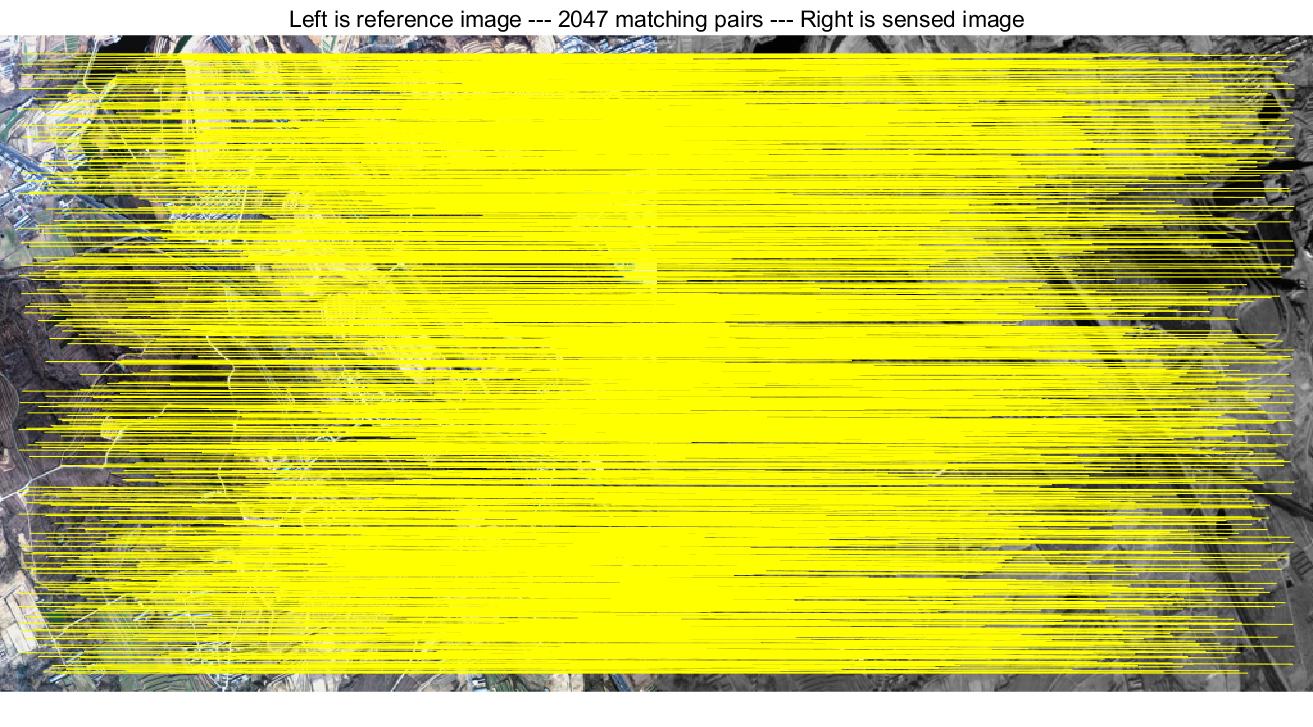 Left is reference image --- 2047 matching pairs --- Right is sensed image